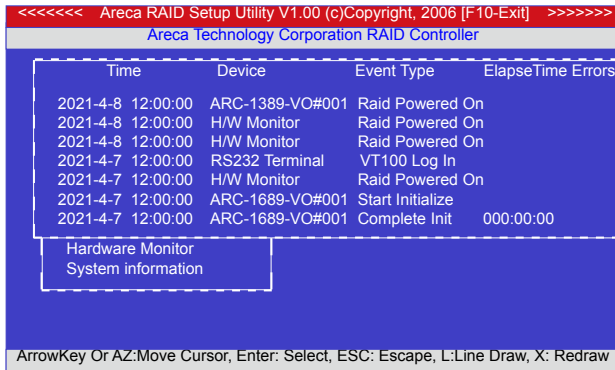 <<<<<<< Areca RAID Setup Utility V1.00 (c)Copyright, 2006 [F10-Exit] >>>>>>>
Areca Technology Corporation RAID Controller
Time Device Event Type ElapseTime Errors
2021-4-8 12:00:00 ARC-1389-VO#001 Raid Powered On
2021-4-8 12:00:00 H/W Monitor Raid Powered On
2021-4-8 12:00:00 H/W Monitor Raid Powered On
2021-4-7 12:00:00 RS232 Terminal VT100 Log In
2021-4-7 12:00:00 H/W Monitor Raid Powered On
2021-4-7 12:00:00 ARC-1689-VO#001 Start Initialize
2021-4-7 12:00:00 ARC-1689-VO#001 Complete Init 000:00:00
Hardware Monitor
System information
ArrowKey Or AZ:Move Cursor, Enter: Select, ESC: Escape, L:Line Draw, X: Redraw